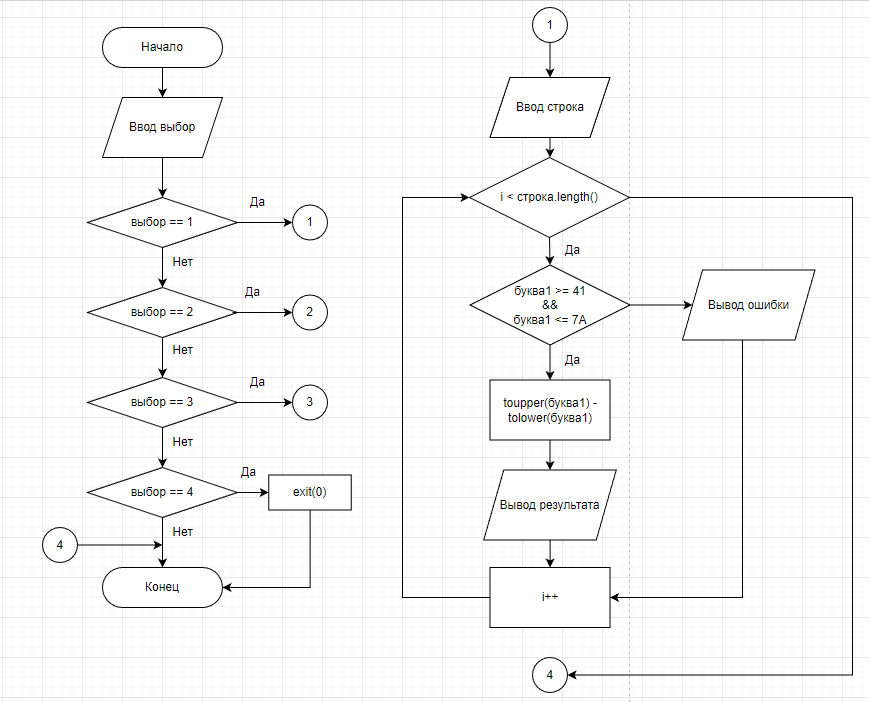 Начало
Ввод выбор
выбор == 1
Да
1
Нет
выбор == 2
Да
2
Нет
выбор == 3
Да
3
Нет
выбор == 4
Да
exit(0)
Нет
4
Конец
1
Ввод строка
i < строка.length()
Да
буква1 >= 41
&&
буква1 <= 7A
Вывод ошибки
Да
toupper(буква1) -
tolower(буква1)
Вывод результата
i++
4